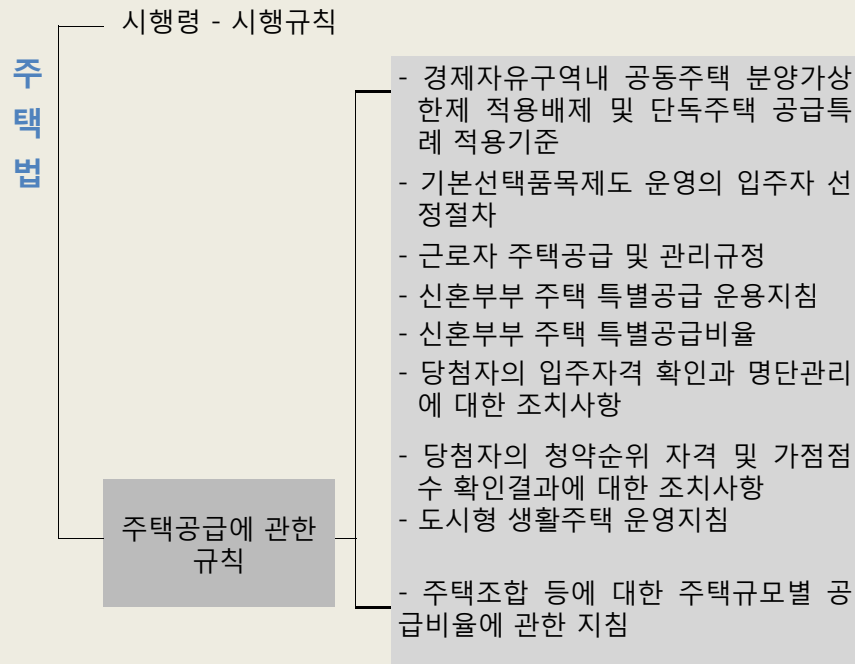 시행령 - 시행규칙
주
택
법
- 경제자유구역내 공동주택 분양가상
한제 적용배제 및 단독주택 공급특
례 적용기준
- 기본선택품목제도 운영의 입주자 선
정절차
- 근로자 주택공급 및 관리규정
- 신혼부부 주택 특별공급 운용지침
- 신혼부부 주택 특별공급비율
- 당첨자의 입주자격 확인과 명단관리
에 대한 조치사항
- 당첨자의 청약순위 자격 및 가점점
수 확인결과에 대한 조치사항
- 도시형 생활주택 운영지침
- 주택조합 등에 대한 주택규모별 공
급비율에 관한 지침
주택공급에 관한
규칙